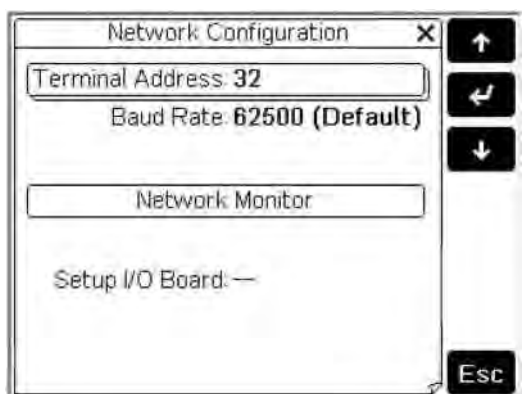 Network Configuration
Terminal Address: 32
Baud Rate: 62500 (Default)
Network Monitor
Setup I/O Board: ---
Esc